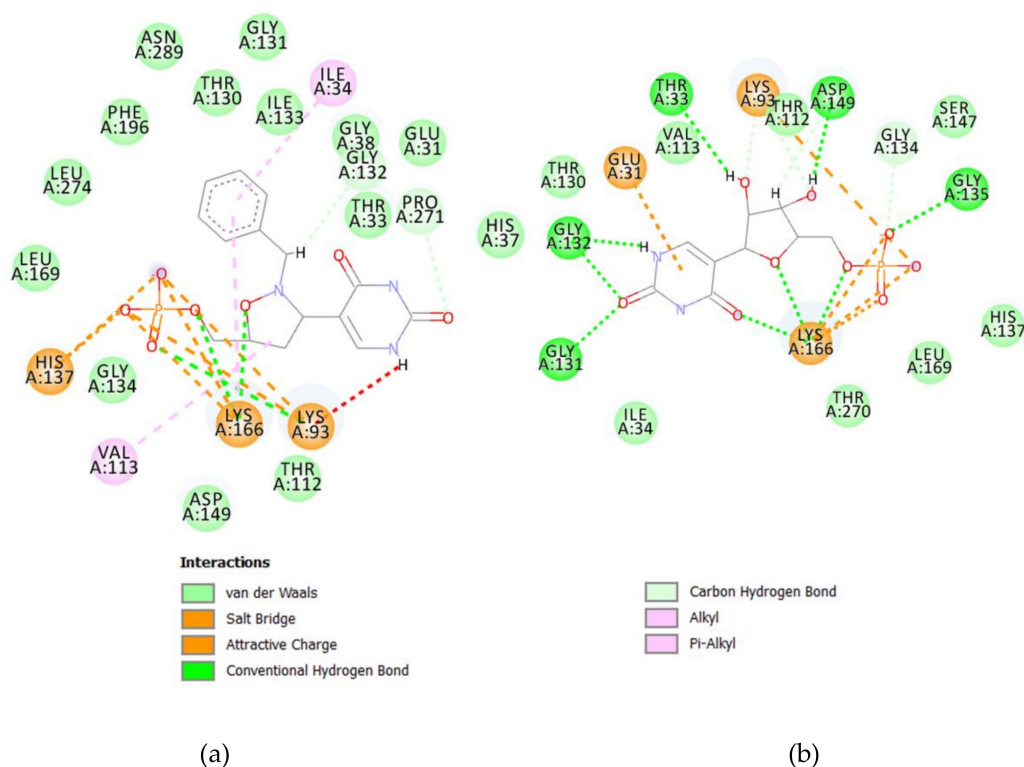 ASN
A:289
GLY
A:131
THR
A:130
ILE
A:133
ILE
A:34
PHE
A:196
GLY
A:38
GLY
A:132
GLU
A:31
LEU
A:274
THR
A:33
PRO
A:271
LEU
A:169
H
N
O
O
N
O
N
H
O
O
P
O
O
O
HIS
A:137
GLY
A:134
LYS
A:166
LYS
A:93
VAL
A:113
THR
A:112
ASP
A:149
THR
A:33
LYS
A:93
THR
A:112
ASP
A:149
VAL
A:113
GLY
A:134
SER
A:147
THR
A:130
GLU
A:31
GLY
A:135
HIS
A:37
GLY
A:132
H
O
H
H
O
H
N
O
N
O
O
O
O
P
O
O
LYS
A:166
HIS
A:137
GLY
A:131
LEU
A:169
ILE
A:34
THR
A:270
Interactions
van der Waals
Salt Bridge
Attractive Charge
Conventional Hydrogen Bond
Carbon Hydrogen Bond
Alkyl
Pi-Alkyl
(a)
(b)